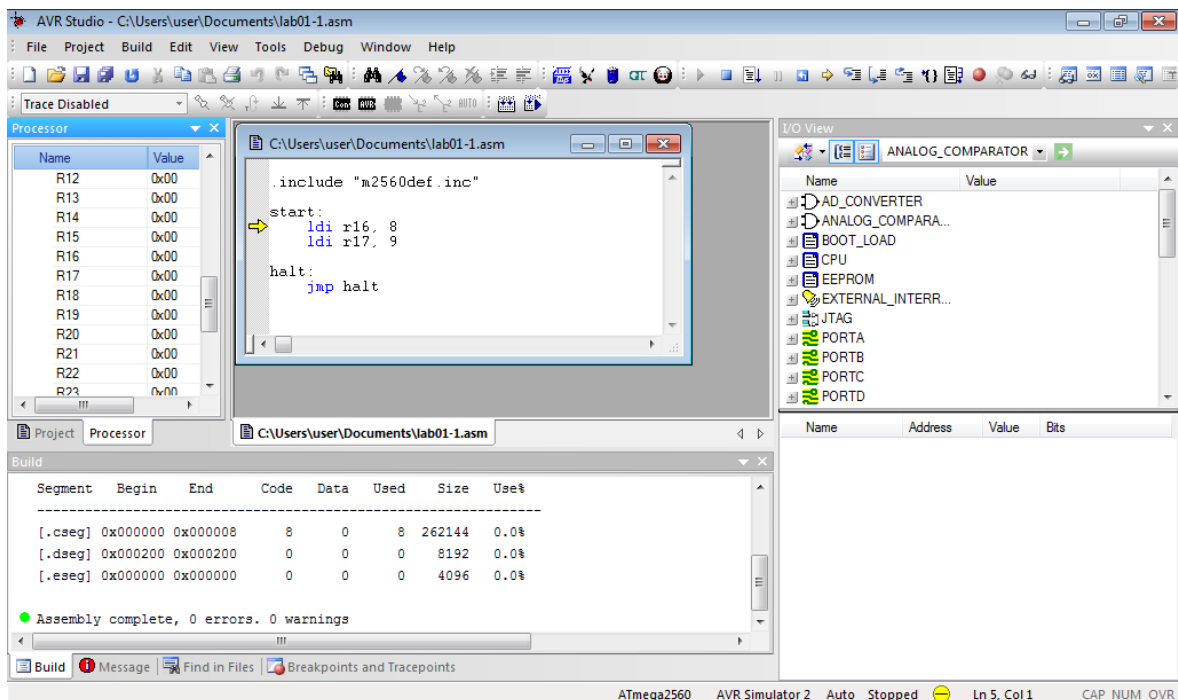 AVR Studio - C:\Users\user\Documents\lab01-1.asm
File Project Build Edit View Tools Debug Window Help
Trace Disabled
Con AVR AUTO
Processor
Name Value
R12 0x00
R13 0x00
R14 0x00
R15 0x00
R16 0x00
R17 0x00
R18 0x00
R19 0x00
R20 0x00
R21 0x00
R22 0x00
R23 0x00
Project Processor
C:\Users\user\Documents\lab01-1.asm
.include "m2560def.inc"
start:
ldi r16, 8
ldi r17, 9
halt:
jmp halt
C:\Users\user\Documents\lab01-1.asm
I/O View
ANALOG_COMPARATOR
Name Value
AD_CONVERTER
ANALOG_COMPARA...
BOOT_LOAD
CPU
EEPROM
EXTERNAL_INTERR...
JTAG
PORTA
PORTB
PORTC
PORTD
Name Address Value Bits
Build
Segment Begin End Code Data Used Size Use%
---------------------------------------------------------------
[.cseg] 0x000000 0x000008 8 0 8 262144 0.0%
[.dseg] 0x000200 0x000200 0 0 0 8192 0.0%
[.eseg] 0x000000 0x000000 0 0 0 4096 0.0%
Assembly complete, 0 errors. 0 warnings
Build Message Find in Files Breakpoints and Tracepoints
ATmega2560 AVR Simulator 2 Auto Stopped Ln 5, Col 1 CAP NUM OVR